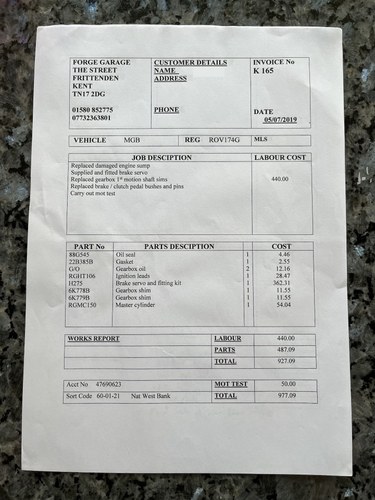 FORGE GARAGE
THE STREET
FRITTENDEN
KENT
TN17 2DG
01580 852775
07732363801
CUSTOMER DETAILS
NAME
ADDRESS
PHONE
INVOICE No
K 165
DATE
05/07/2019
VEHICLE MGB REG ROV174G MLS
JOB DESCIPTION LABOUR COST
Replaced damaged engine sump
Supplied and fitted brake servo
Replaced gearbox 1st motion shaft sims 440.00
Replaced brake / clutch pedal bushes and pins
Carry out mot test
PART No PARTS DESCIPTION COST
88G545 Oil seal 1 4.46
22B385B Gasket 1 2.55
G/O Gearbox oil 2 12.16
RGHT106 Ignition leads 1 28.47
H275 Brake servo and fitting kit 1 362.31
6K778B Gearbox shim 1 11.55
6K779B Gearbox shim 1 11.55
RGMC150 Master cylinder 1 54.04
WORKS REPORT LABOUR 440.00
PARTS 487.09
TOTAL 927.09
Acct No 47690623 MOT TEST 50.00
Sort Code 60-01-21 Nat West Bank TOTAL 977.09